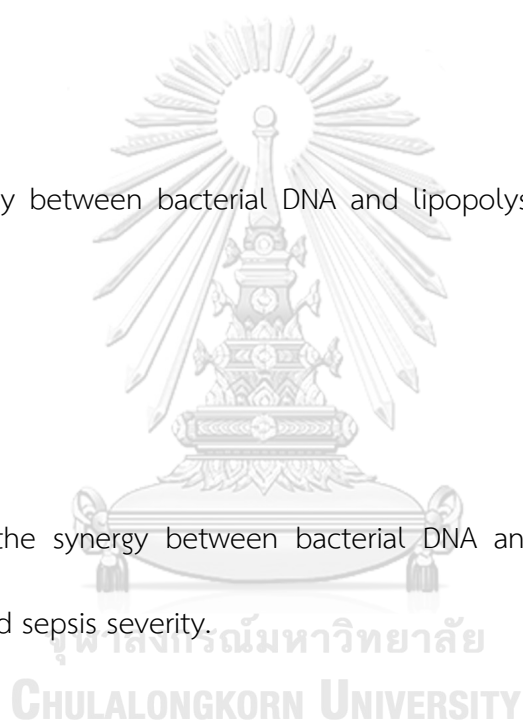 y between bacterial DNA and lipopolys
the synergy between bacterial DNA an
d sepsis severity.
จุฬาลงกรณ์มหาวิทยาลัย
CHULALONGKORN UNIVERSITY